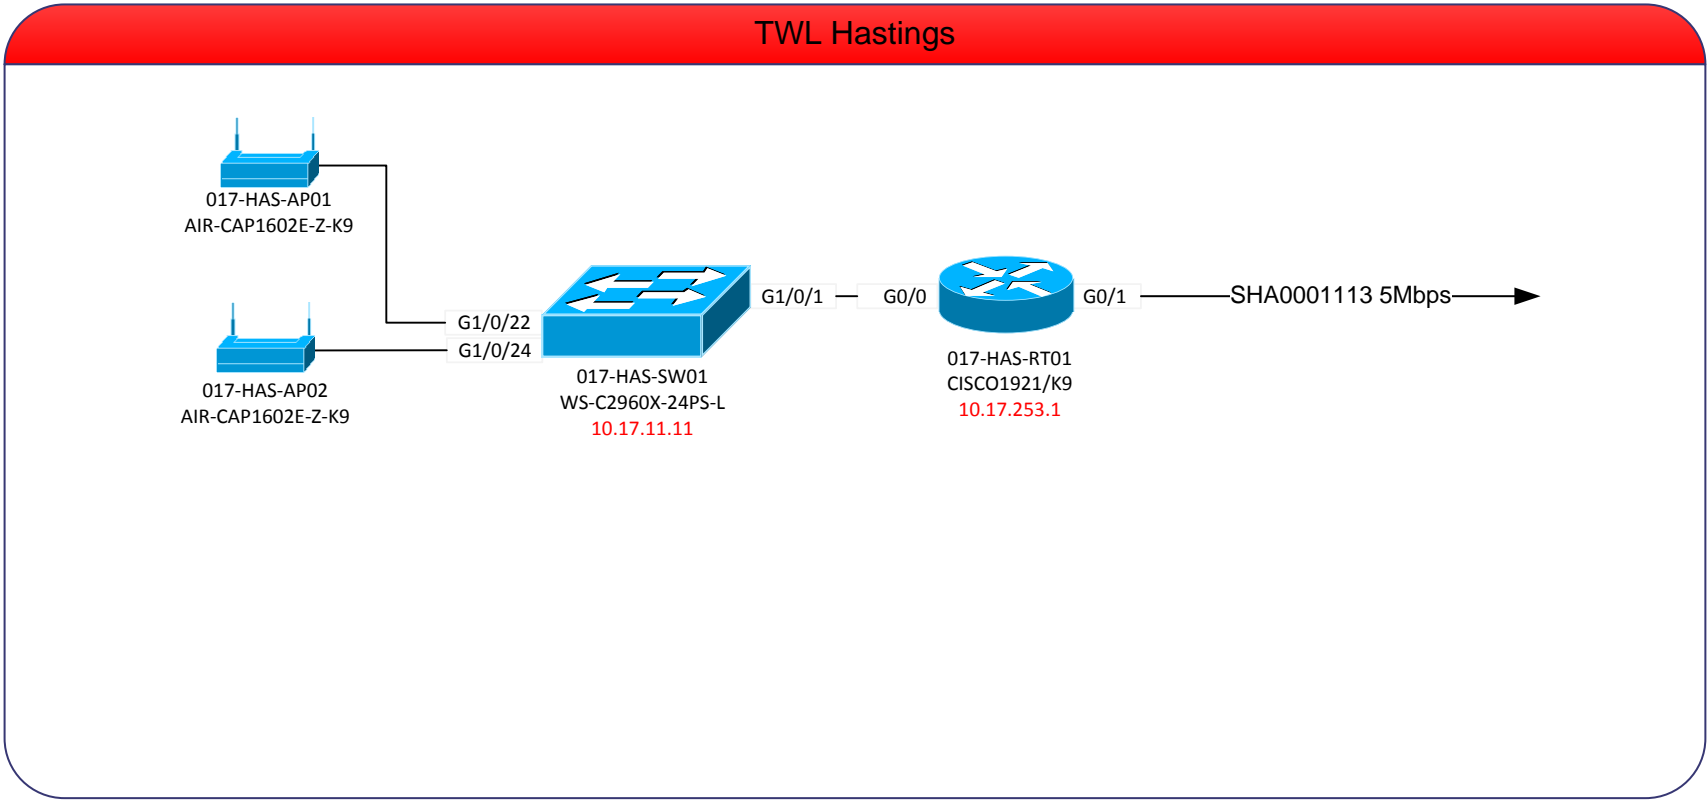 TWL Hastings
017-HAS-AP01
AIR-CAP1602E-Z-K9
017-HAS-AP02
AIR-CAP1602E-Z-K9
G1/0/22
G1/0/24
017-HAS-SW01
WS-C2960X-24PS-L
10.17.11.11
G1/0/1
G0/0
017-HAS-RT01
CISCO1921/K9
10.17.253.1
G0/1
SHA0001113 5Mbps